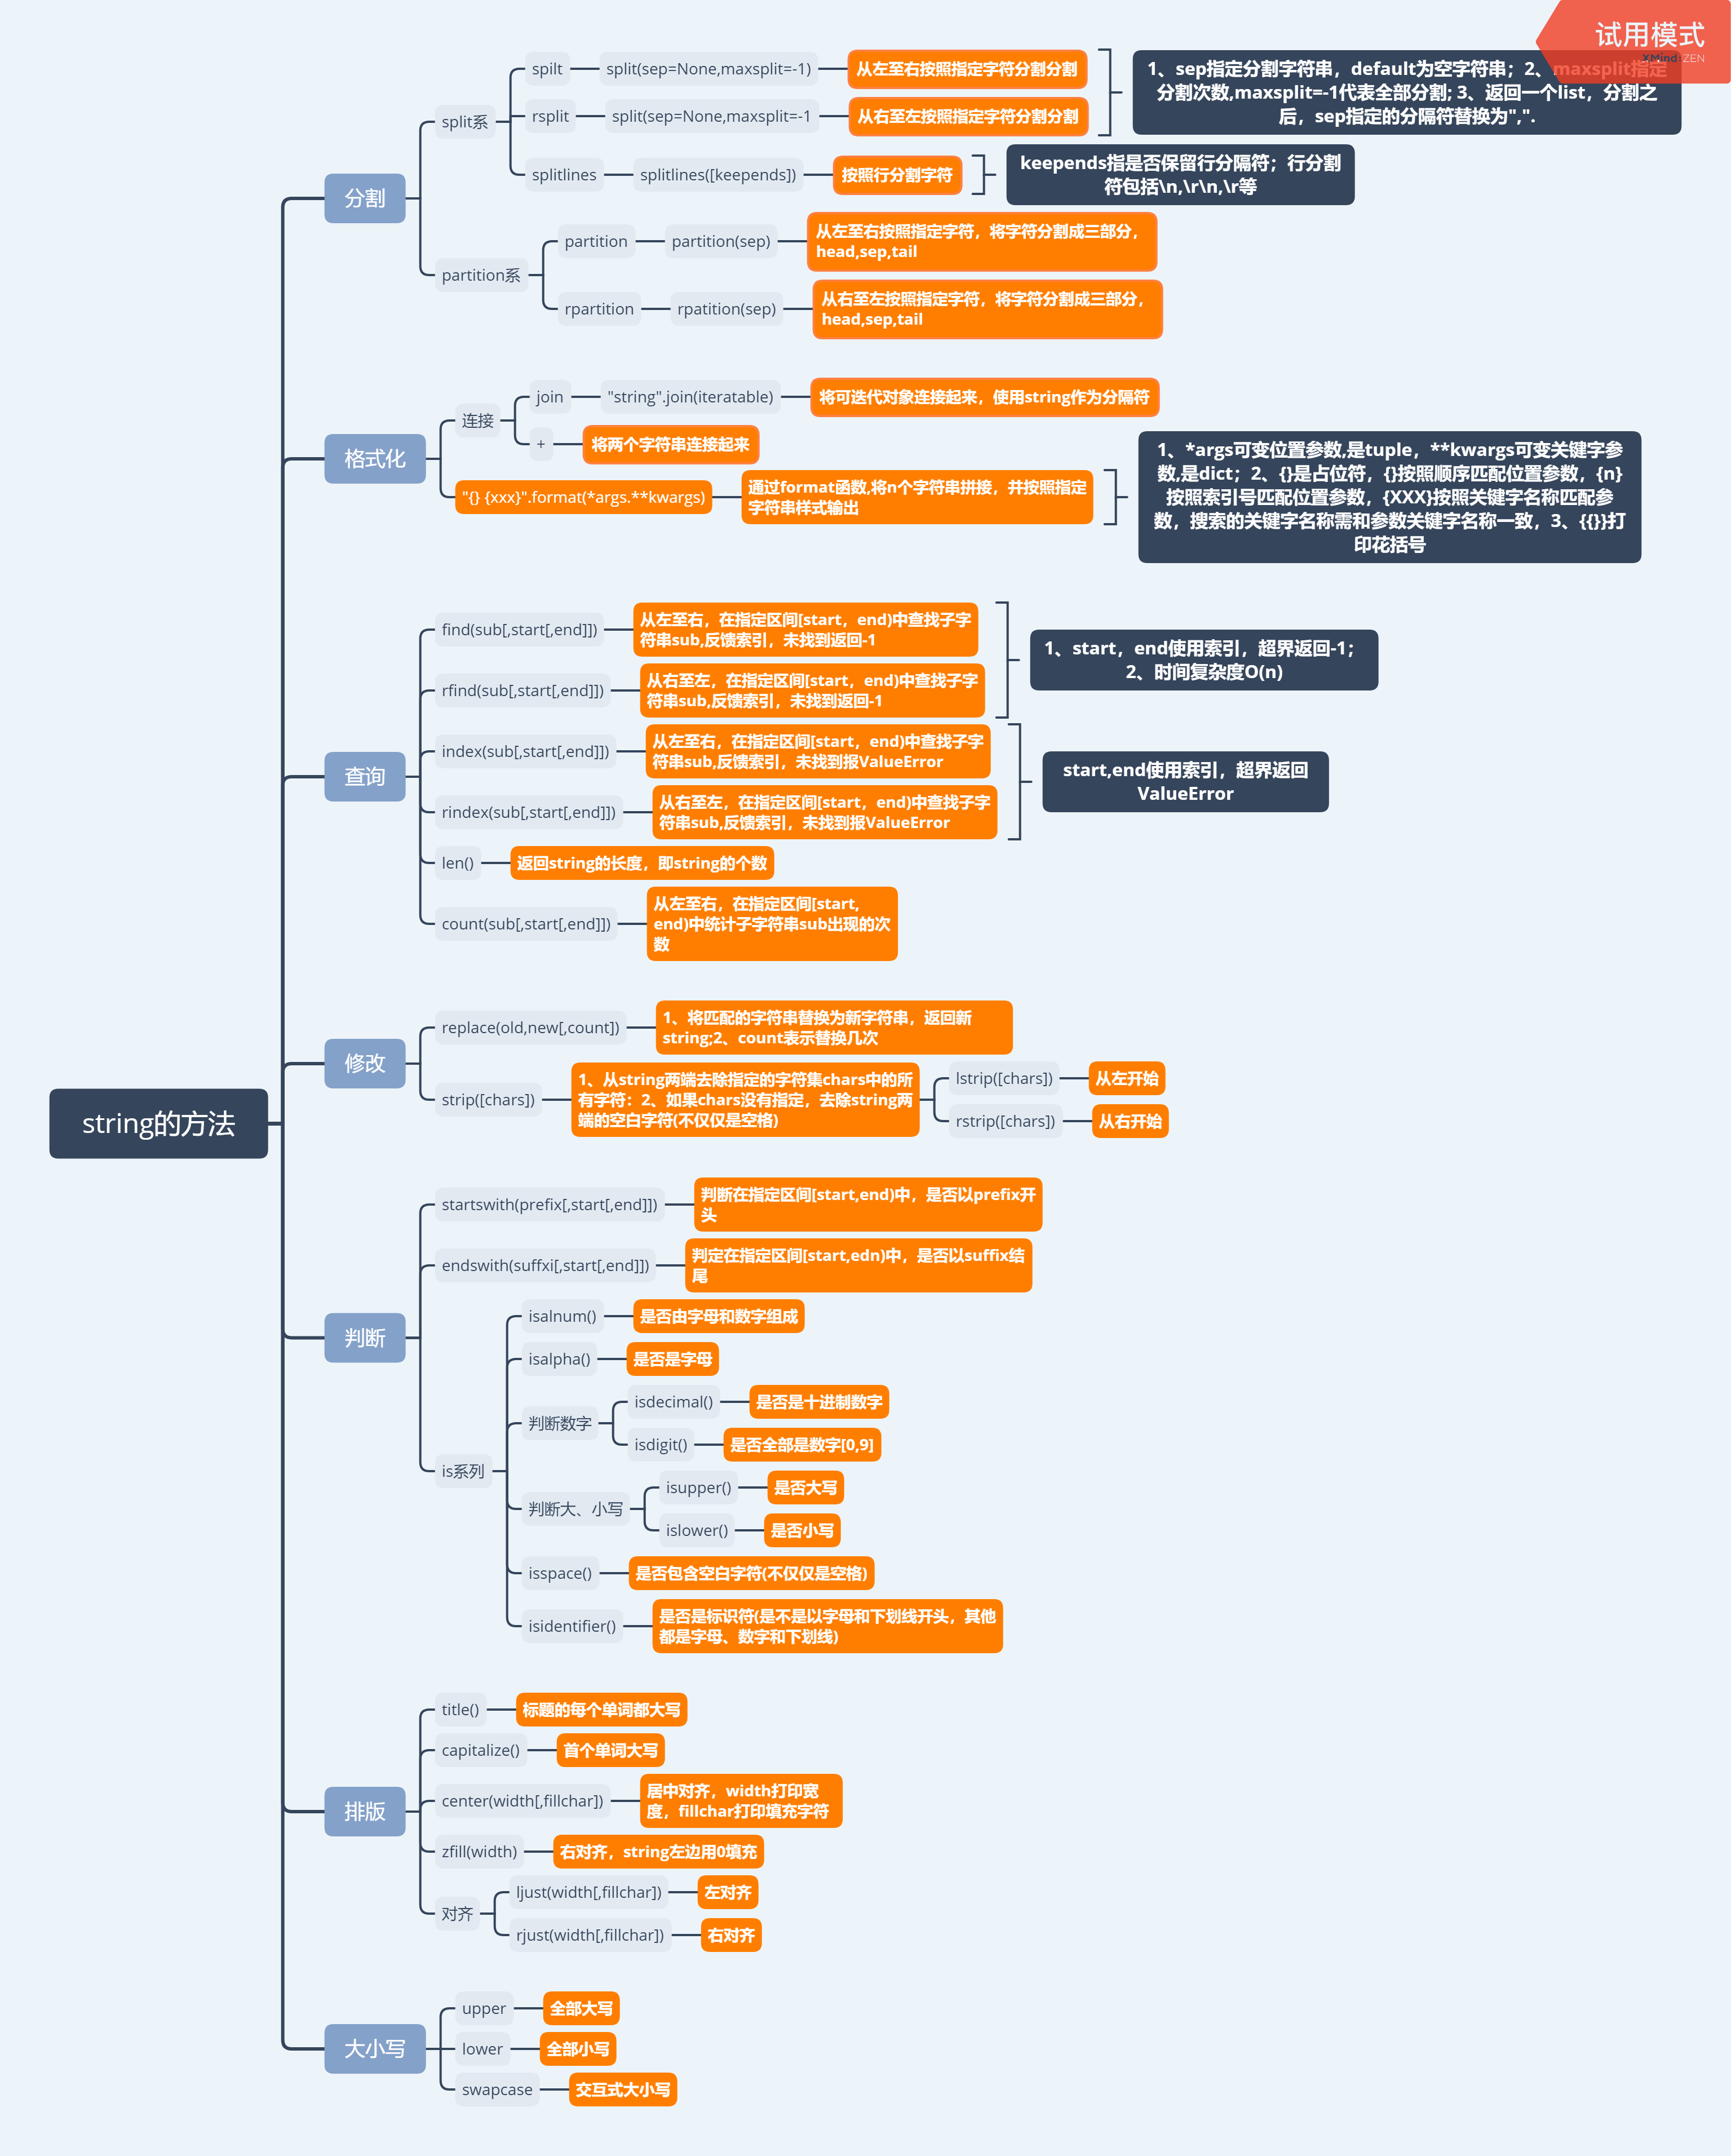 试用模式
XMind:ZEN
string的方法
分割
split系
spilt
split(sep=None,maxsplit=-1)
从左至右按照指定字符分割分割
rsplit
split(sep=None,maxsplit=-1
从右至左按照指定字符分割分割
1、sep指定分割字符串，default为空字符串；2、maxsplit指定
分割次数,maxsplit=-1代表全部分割; 3、返回一个list，分割之
后，sep指定的分隔符替换为",".
splitlines
splitlines([keepends])
按照行分割字符
keepends指是否保留行分隔符；行分割
符包括\n,\r\n,\r等
partition系
partition
partition(sep)
从左至右按照指定字符，将字符分割成三部分，
head,sep,tail
rpartition
rpatition(sep)
从右至左按照指定字符，将字符分割成三部分，
head,sep,tail
格式化
连接
join
"string".join(iteratable)
将可迭代对象连接起来，使用string作为分隔符
+
将两个字符串连接起来
"{} {xxx}".format(*args.**kwargs)
通过format函数,将n个字符串拼接，并按照指定
字符串样式输出
1、*args可变位置参数,是tuple，**kwargs可变关键字参
数,是dict；2、{}是占位符，{}按照顺序匹配位置参数，{n}
按照索引号匹配位置参数，{XXX}按照关键字名称匹配参
数，搜索的关键字名称需和参数关键字名称一致，3、{{}}打
印花括号
查询
find(sub[,start[,end]])
从左至右，在指定区间[start，end)中查找子字
符串sub,反馈索引，未找到返回-1
rfind(sub[,start[,end]])
从右至左，在指定区间[start，end)中查找子字
符串sub,反馈索引，未找到返回-1
1、start，end使用索引，超界返回-1；
2、时间复杂度O(n)
index(sub[,start[,end]])
从左至右，在指定区间[start，end)中查找子字
符串sub,反馈索引，未找到报ValueError
rindex(sub[,start[,end]])
从右至左，在指定区间[start，end)中查找子字
符串sub,反馈索引，未找到报ValueError
start,end使用索引，超界返回
ValueError
len()
返回string的长度，即string的个数
count(sub[,start[,end]])
从左至右，在指定区间[start,
end)中统计子字符串sub出现的次
数
修改
replace(old,new[,count])
1、将匹配的字符串替换为新字符串，返回新
string;2、count表示替换几次
strip([chars])
1、从string两端去除指定的字符集chars中的所
有字符：2、如果chars没有指定，去除string两
端的空白字符(不仅仅是空格)
lstrip([chars])
从左开始
rstrip([chars])
从右开始
判断
startswith(prefix[,start[,end]])
判断在指定区间[start,end)中，是否以prefix开
头
endswith(suffxi[,start[,end]])
判定在指定区间[start,edn)中，是否以suffix结
尾
is系列
isalnum()
是否由字母和数字组成
isalpha()
是否是字母
判断数字
isdecimal()
是否是十进制数字
isdigit()
是否全部是数字[0,9]
判断大、小写
isupper()
是否大写
islower()
是否小写
isspace()
是否包含空白字符(不仅仅是空格)
isidentifier()
是否是标识符(是不是以字母和下划线开头，其他
都是字母、数字和下划线)
排版
title()
标题的每个单词都大写
capitalize()
首个单词大写
center(width[,fillchar])
居中对齐，width打印宽
度，fillchar打印填充字符
zfill(width)
右对齐，string左边用0填充
对齐
ljust(width[,fillchar])
左对齐
rjust(width[,fillchar])
右对齐
大小写
upper
全部大写
lower
全部小写
swapcase
交互式大小写